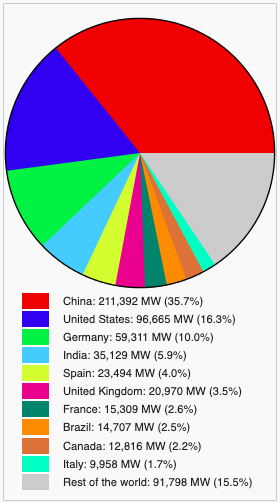 China: 211,392 MW (35.7%)
United States: 96,665 MW (16.3%)
Germany: 59,311 MW (10.0%)
India: 35,129 MW (5.9%)
Spain: 23,494 MW (4.0%)
United Kingdom: 20,970 MW (3.5%)
France: 15,309 MW (2.6%)
Brazil: 14,707 MW (2.5%)
Canada: 12,816 MW (2.2%)
Italy: 9,958 MW (1.7%)
Rest of the world: 91,798 MW (15.5%)